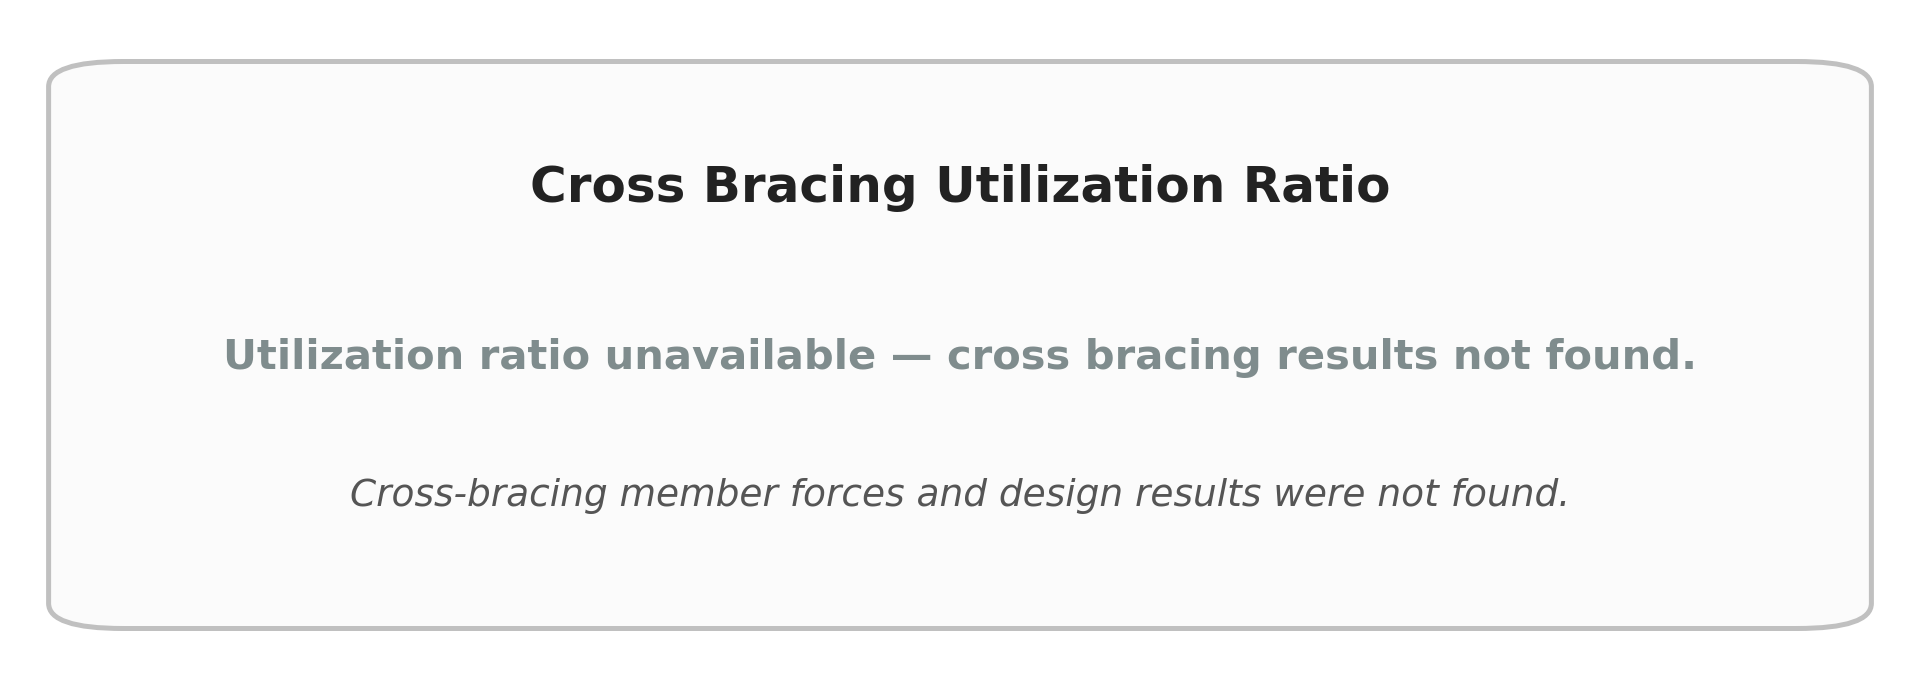 Cross Bracing Utilization Ratio
Utilization ratio unavailable — cross bracing results not found.
Cross-bracing member forces and design results were not found.